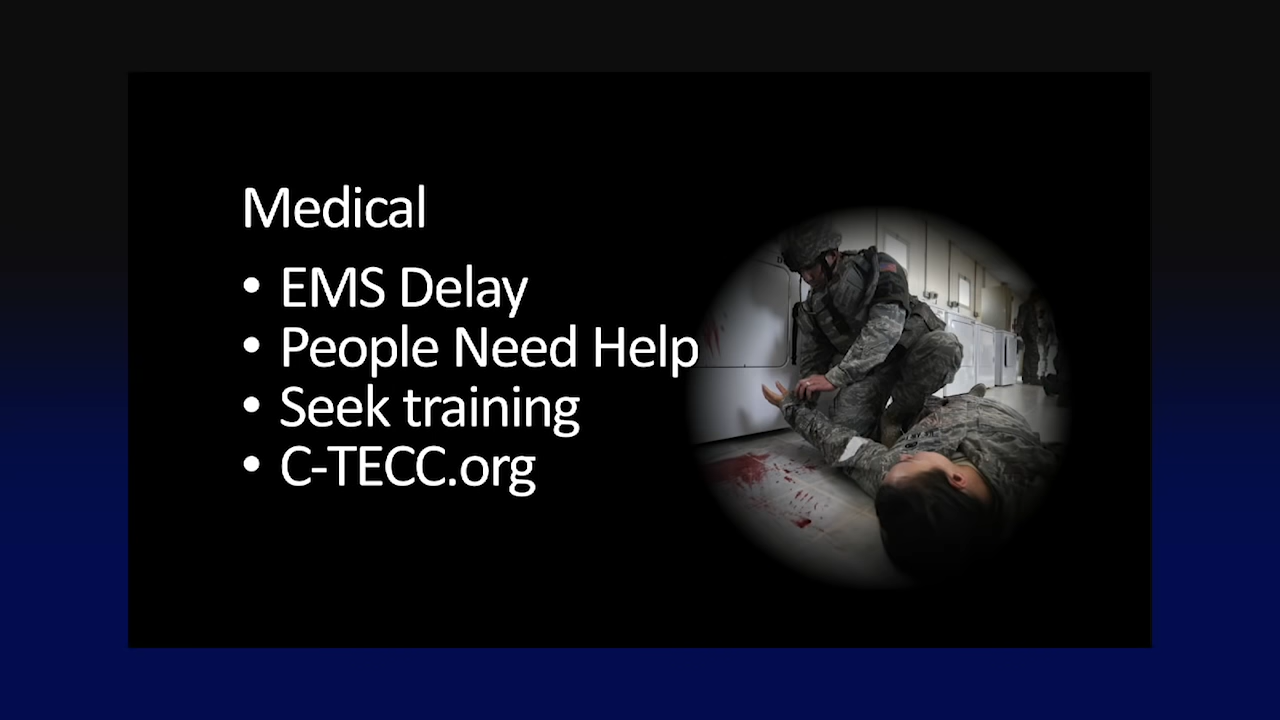 Medical
• EMS Delay
• People Need Help
• Seek training
• C-TECC.org